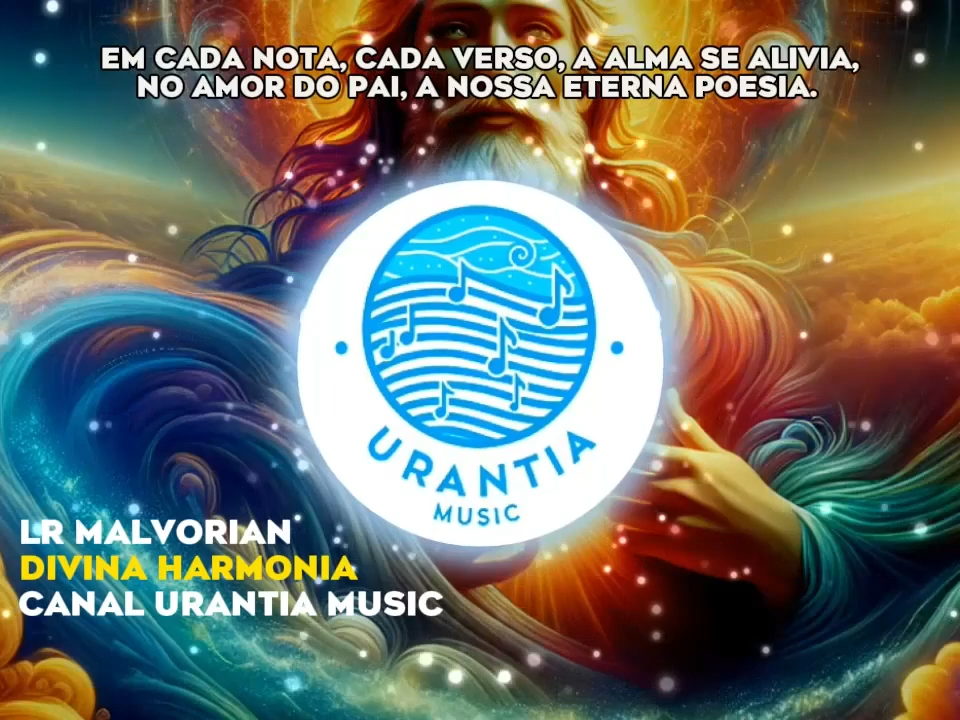 EM CADA NOTA, CADA VERSO, A ALMA SE ALIVIA,
NO AMOR DO PAI, A NOSSA ETERNA POESIA.
URANTIA
MUSIC
LR MALVORIAN
DIVINA HARMONIA
CANAL URANTIA MUSIC